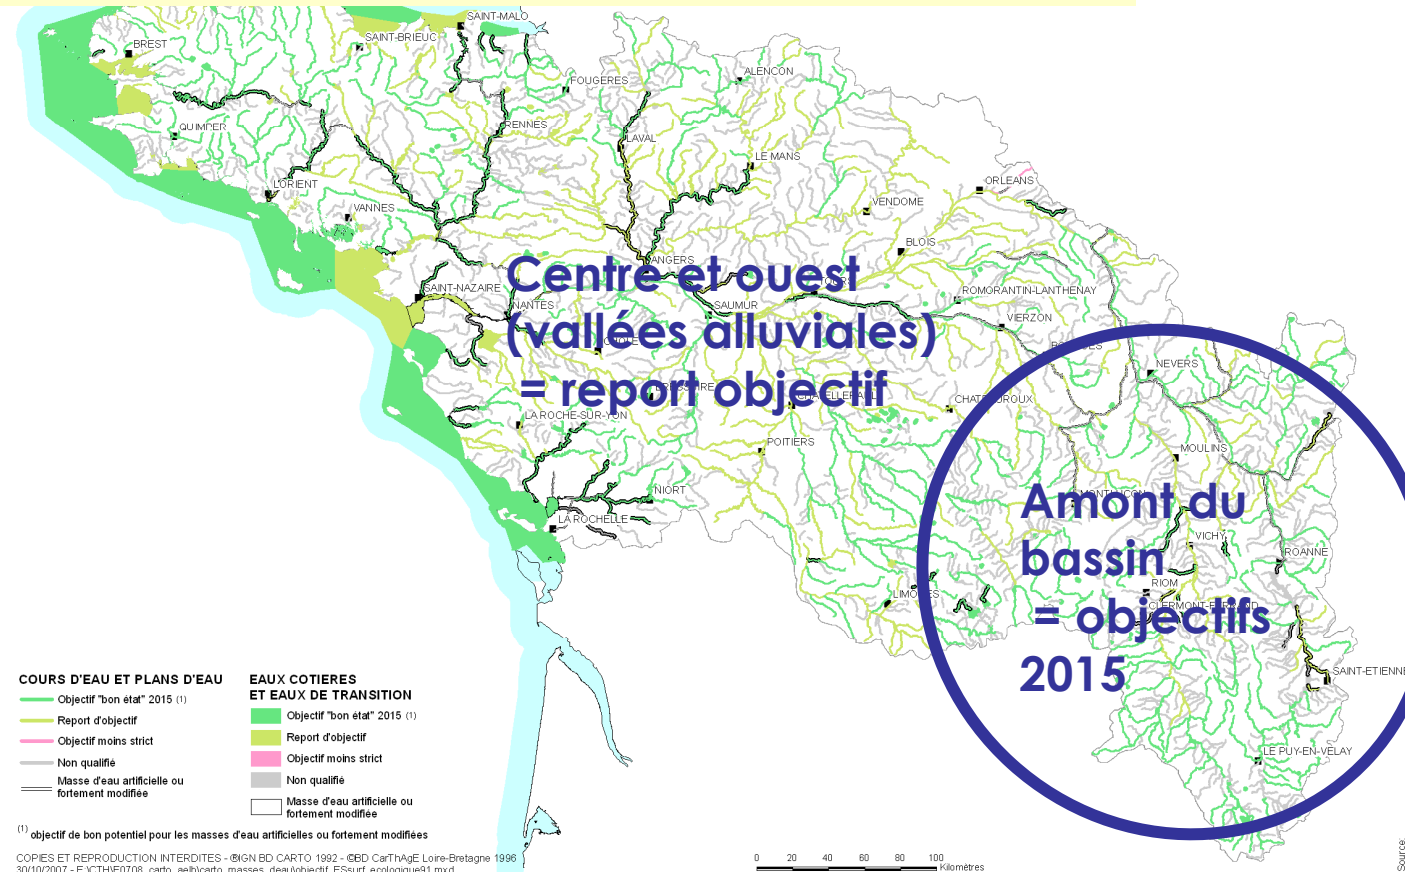 SAINT-MALO
BREST
SAINT-BRIEUC
FOUGERES
ALENCON
QUIMPER
RENNES
LAVAL
LE MANS
LORIENT
ORLEANS
VANNES
VENDOME
BLOIS
ANGERS
Centre et ouest
(vallées alluviales)
= report objectif
SAINT-NAZAIRE
NANTES
SAUMUR
TOURS
ROMORANTIN-LANTHENAY
VIERZON
NEVERS
LA ROCHE-SUR-YON
POITIERS
MOULINS
NIORT
LA ROCHELLE
Amont du
bassin
= objectifs
2015
VICHY
ROANNE
RIOM
CLERMONT-FERRAND
LIMOGES
SAINT-ETIENNE
LE PUY-EN-VELAY
COURS D'EAU ET PLANS D'EAU
Objectif "bon état" 2015 (1)
Report d'objectif
Objectif moins strict
Non qualifié
Masse d'eau artificielle ou
fortement modifiée
EAUX COTIERES
ET EAUX DE TRANSITION
Objectif "bon état" 2015 (1)
Report d'objectif
Objectif moins strict
Non qualifié
Masse d'eau artificielle ou
fortement modifiée
(1) objectif de bon potentiel pour les masses d'eau artificielles ou fortement modifiées
COPIES ET REPRODUCTION INTERDITES - ©IGN BD CARTO 1992 - ©BD CarThAgE Loire-Bretagne 1996
0 20 40 60 80 100
Kilomètres
Source: